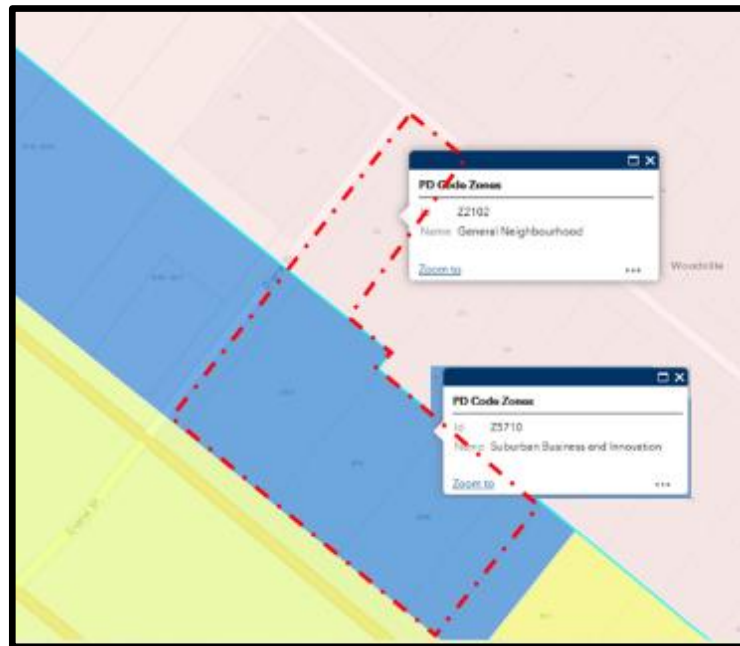 PD Code Zones
Id Z2102
Name General Neighbourhood
Zoom to
Woodville
PD Code Zones
Id Z5710
Name Suburban Business and Innovation
Zoom to